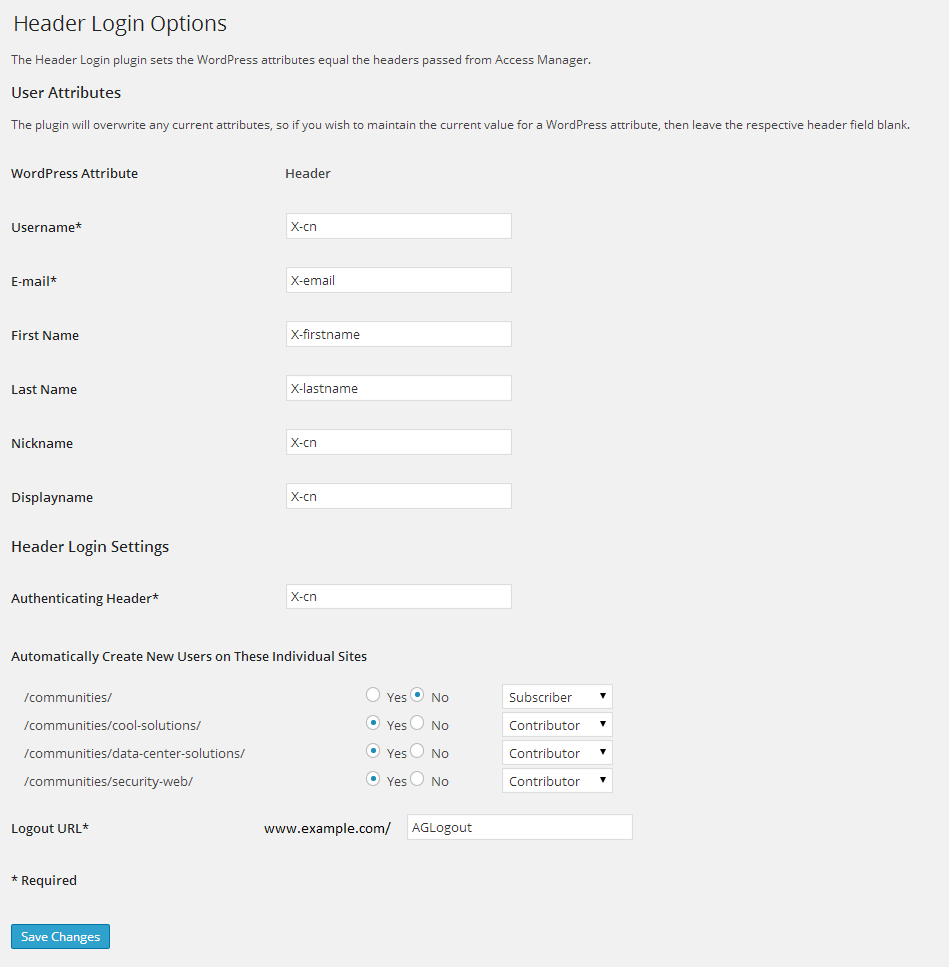 Header Login Options
The Header Login plugin sets the WordPress attributes equal the headers passed from Access Manager.
User Attributes
The plugin will overwrite any current attributes, so if you wish to maintain the current value for a WordPress attribute, then leave the respective header field blank.
WordPress Attribute Header
Username* X-cn
E-mail* X-email
First Name X-firstname
Last Name X-lastname
Nickname X-cn
Displayname X-cn
Header Login Settings
Authenticating Header* X-cn
Automatically Create New Users on These Individual Sites
/communities/ Yes No Subscriber
/communities/cool-solutions/ Yes No Contributor
/communities/data-center-solutions/ Yes No Contributor
/communities/security-web/ Yes No Contributor
Logout URL* www.example.com/ AGLogout
* Required
Save Changes